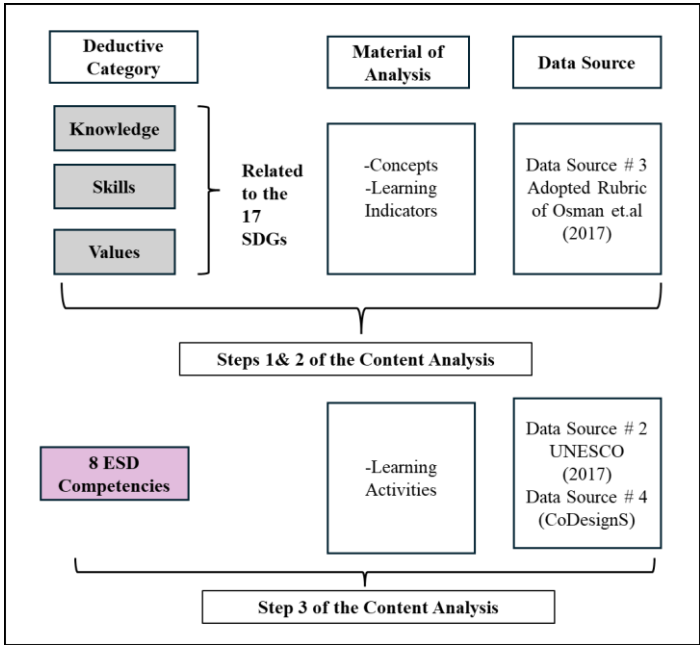 Deductive
Category
Material of
Analysis
Data Source
Knowledge
Skills
Values
Related
to the
17
SDGs
-Concepts
-Learning
Indicators
Data Source # 3
Adopted Rubric
of Osman et.al
(2017)
Steps 1& 2 of the Content Analysis
8 ESD
Competencies
-Learning
Activities
Data Source # 2
UNESCO
(2017)
Data Source # 4
(CoDesignS)
Step 3 of the Content Analysis